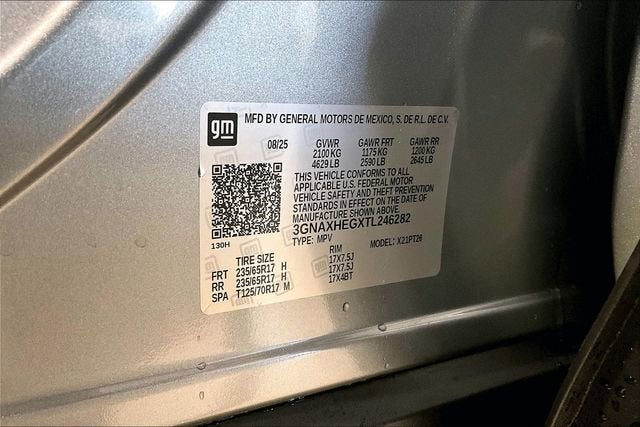 gm MFD BY GENERAL MOTORS DE MEXICO, S. DE R.L. DE C.V.
08/25 GVWR GAWR FRT GAWR RR
2100 KG 1175 KG 1200 KG
4629 LB 2590 LB 2645 LB
THIS VEHICLE CONFORMS TO ALL
APPLICABLE U.S. FEDERAL MOTOR
VEHICLE SAFETY AND THEFT PREVENTION
STANDARDS IN EFFECT ON THE DATE OF
MANUFACTURE SHOWN ABOVE.
3GNAXHEGXTL246282
130H
TYPE: MPV MODEL: X21PT26
TIRE SIZE RIM
FRT 235/65R17 H 17X7.5J
RR 235/65R17 H 17X7.5J
SPA T125/70R17 M 17X4BT